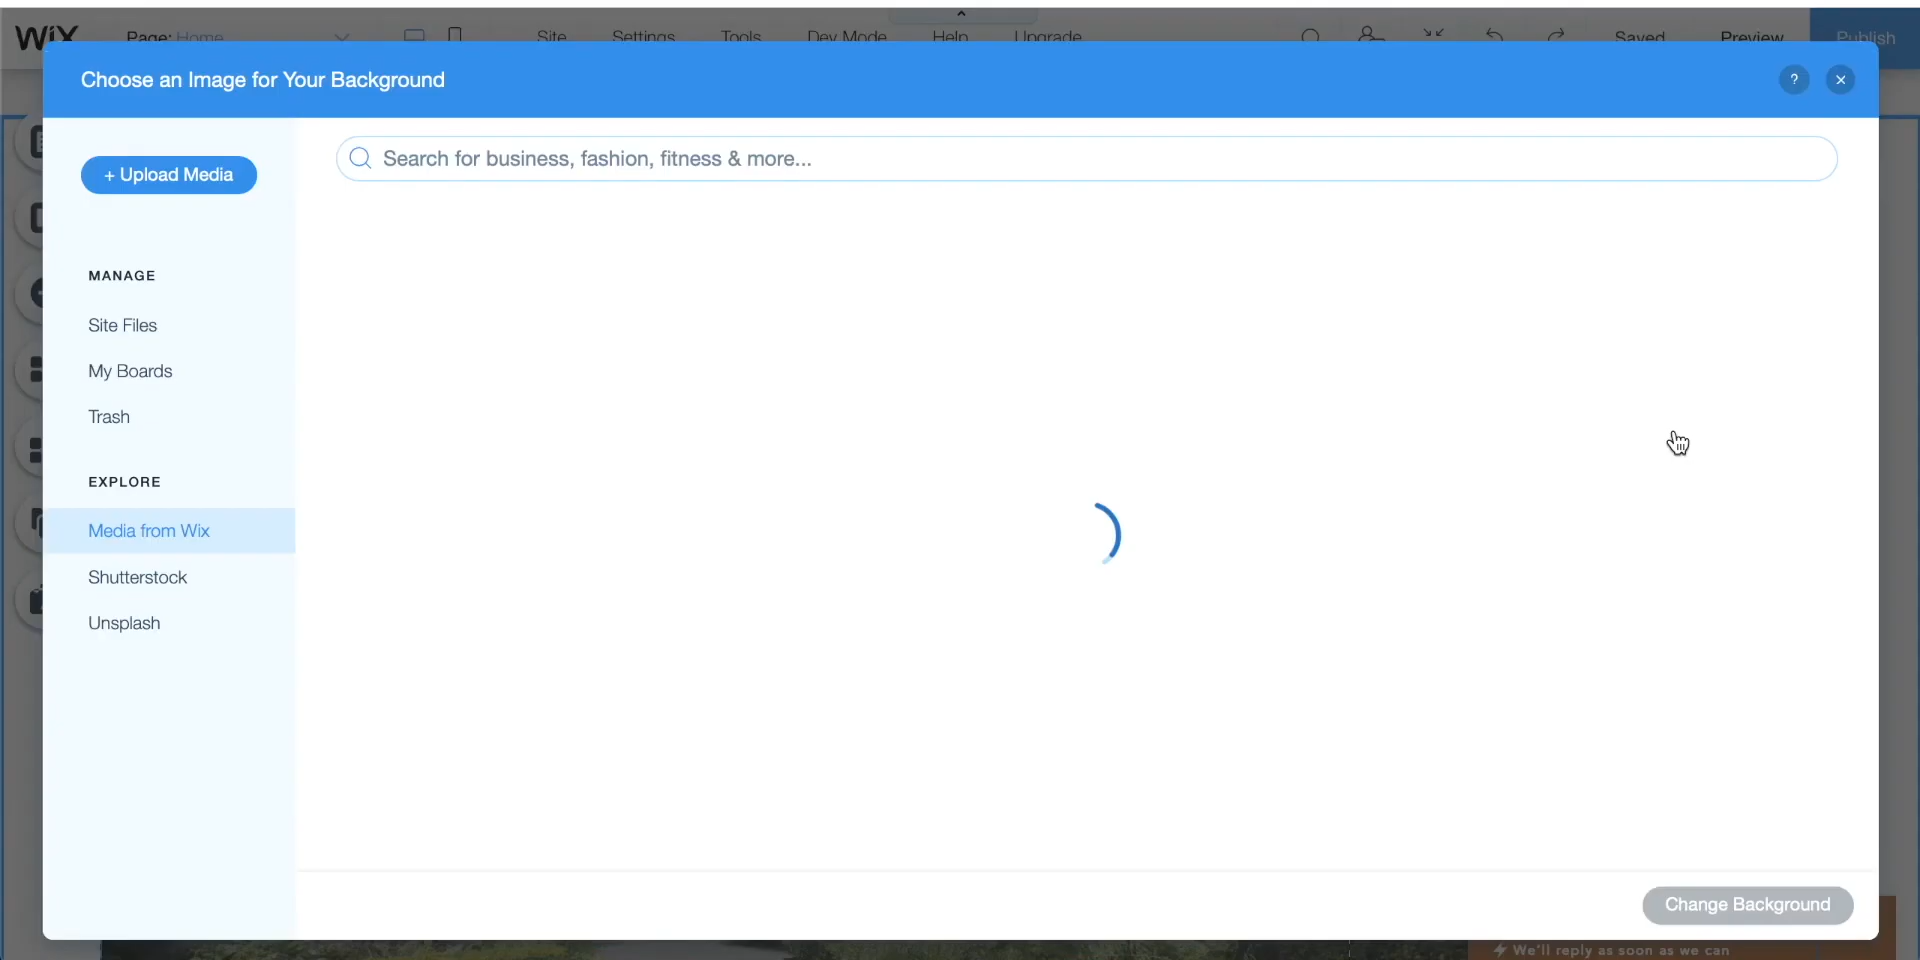 WiX
Page: Home
Site
Settings
Tools
Dev Mode
Help
Upgrade
Saved
Preview
Publish
Choose an Image for Your Background
?
+ Upload Media
Search for business, fashion, fitness & more...
MANAGE
Site Files
My Boards
Trash
EXPLORE
Media from Wix
Shutterstock
Unsplash
Change Background
We'll reply as soon as we can